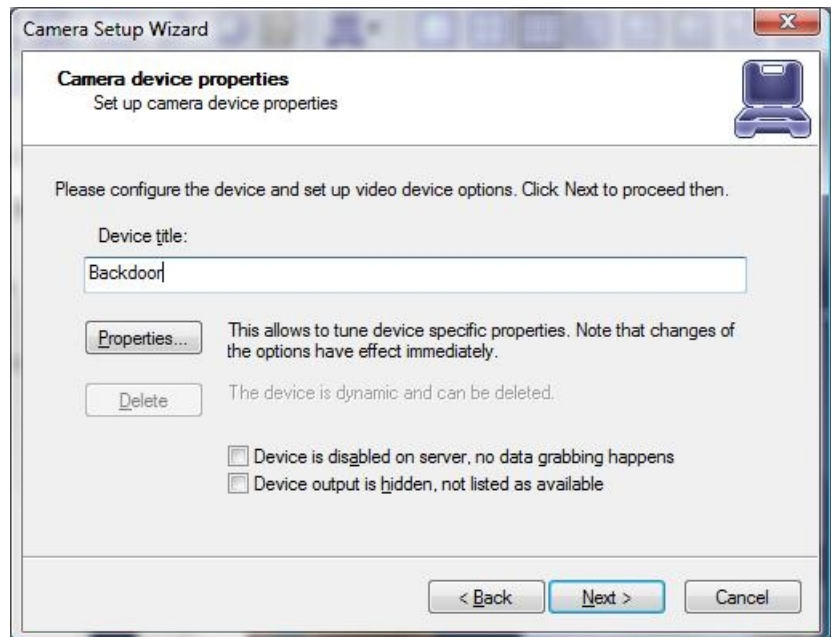 Camera Setup Wizard
Camera device properties
Set up camera device properties
Please configure the device and set up video device options. Click Next to proceed then.
Device title:
Backdoor
Properties...
This allows to tune device specific properties. Note that changes of
the options have effect immediately.
Delete
The device is dynamic and can be deleted.
Device is disabled on server, no data grabbing happens
Device output is hidden, not listed as available
< Back
Next >
Cancel